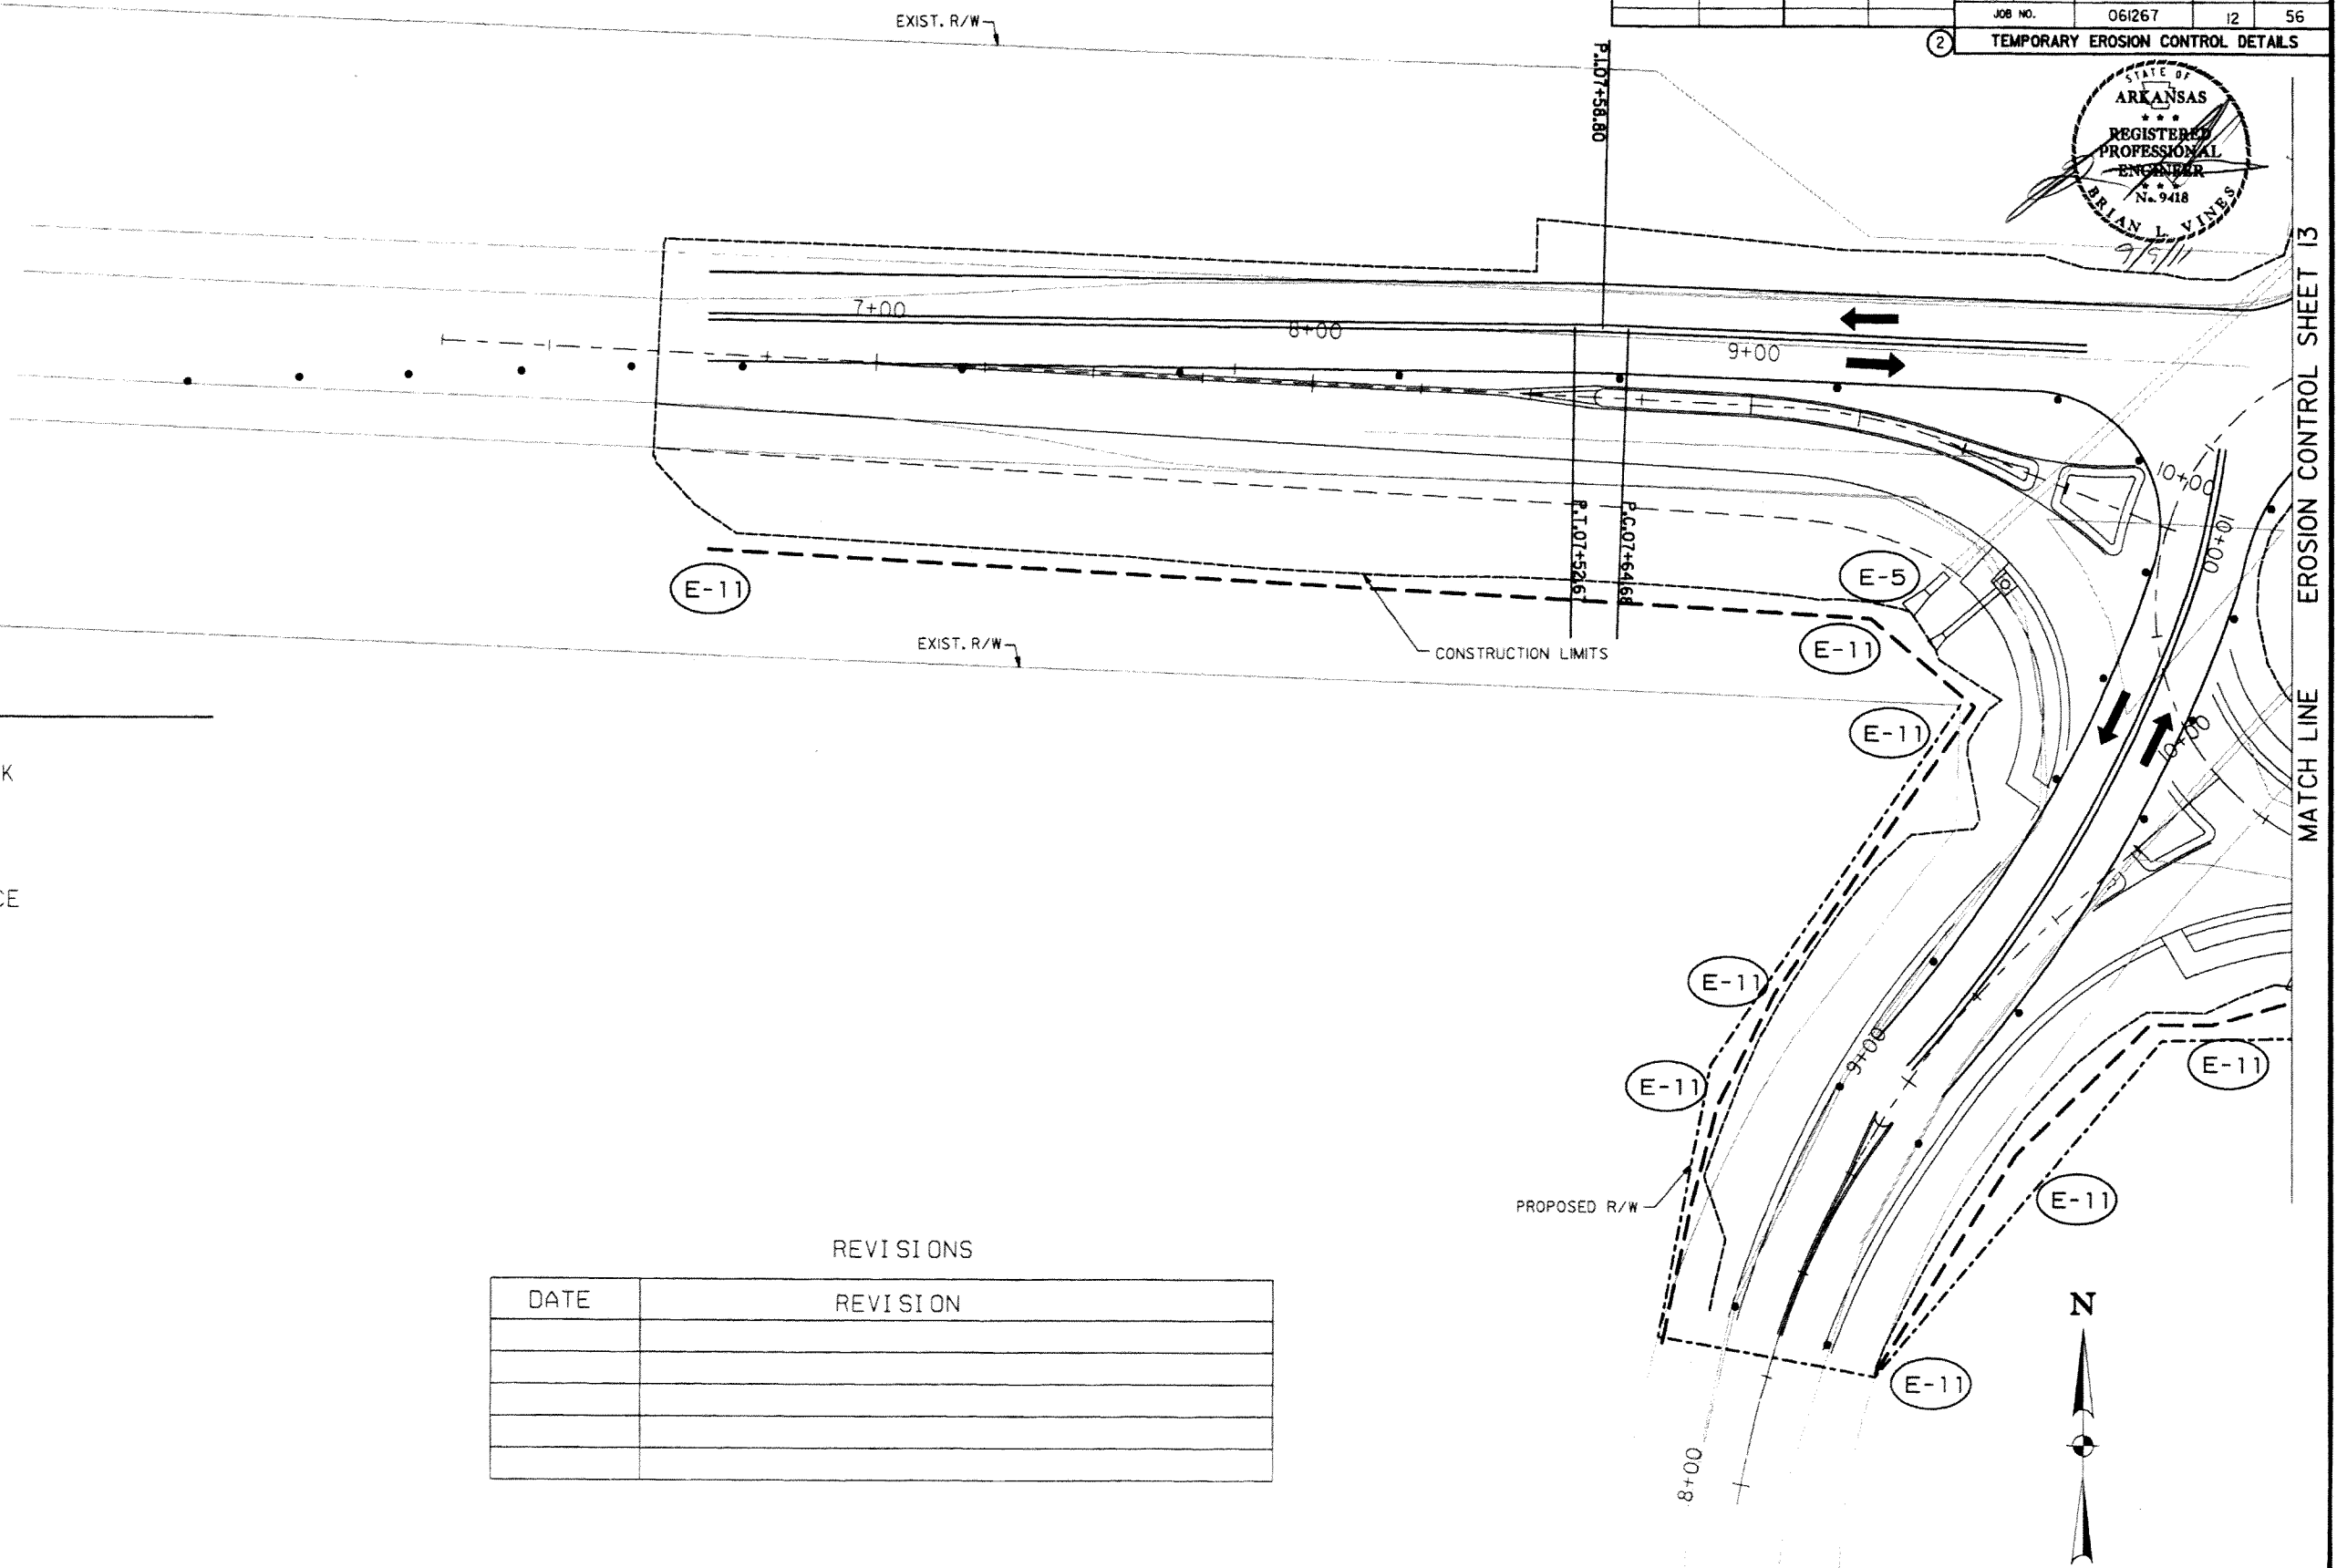 EXIST. R/W
JOB NO. 061267 12 56
2 TEMPORARY EROSION CONTROL DETAILS
STATE OF
ARKANSAS
* * *
REGISTERED
PROFESSIONAL
ENGINEER
* * *
No. 9418
BRIAN L. VINES
P.I.07+58.80
7+00
8+00
9+00
10+00
10+00
10+00
P.C.07+64.68
E-11
E-5
E-11
CONSTRUCTION LIMITS
EXIST. R/W
E-11
MATCH LINE EROSION CONTROL SHEET 13
K
CE
E-11
9+00
E-11
E-11
E-11
PROPOSED R/W
E-11
8+00
N
REVISIONS
DATE REVISION